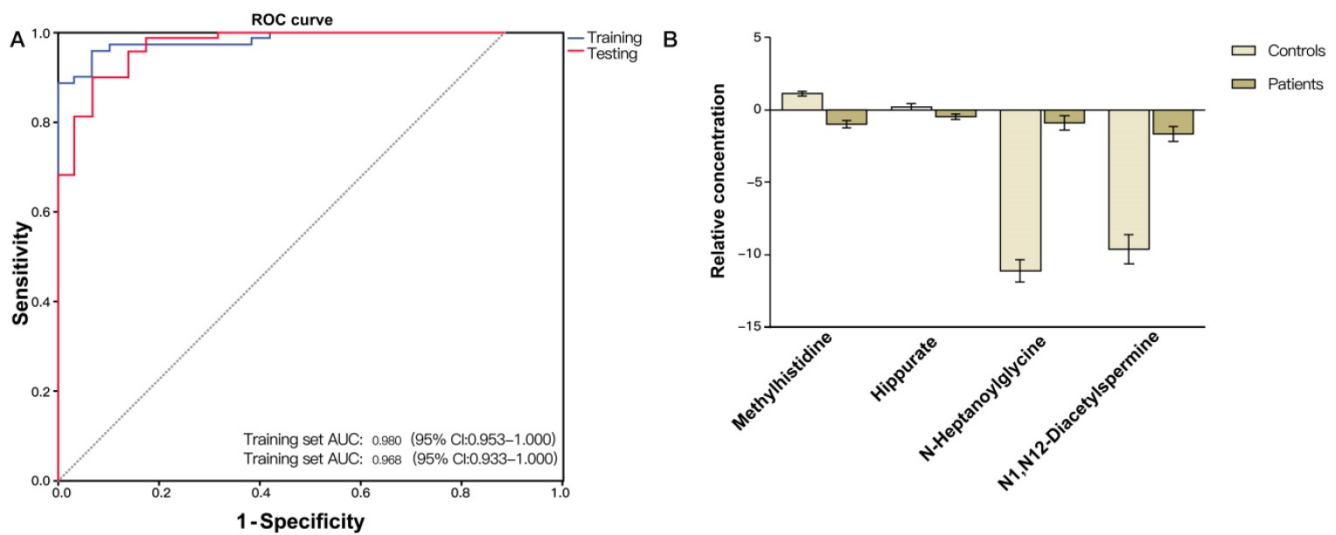 A
ROC curve
Training
Testing
Sensitivity
1.0
0.8
0.6
0.4
0.2
0.0
Training set AUC: 0.980 (95% CI:0.953–1.000)
Training set AUC: 0.968 (95% CI:0.933–1.000)
0.0 0.2 0.4 0.6 0.8 1.0
1-Specificity
B
Relative concentration
5
0
−5
−10
−15
Controls
Patients
Methylhistidine
Hippurate
N-Heptanoylglycine
N1,N12-Diacetylspermine